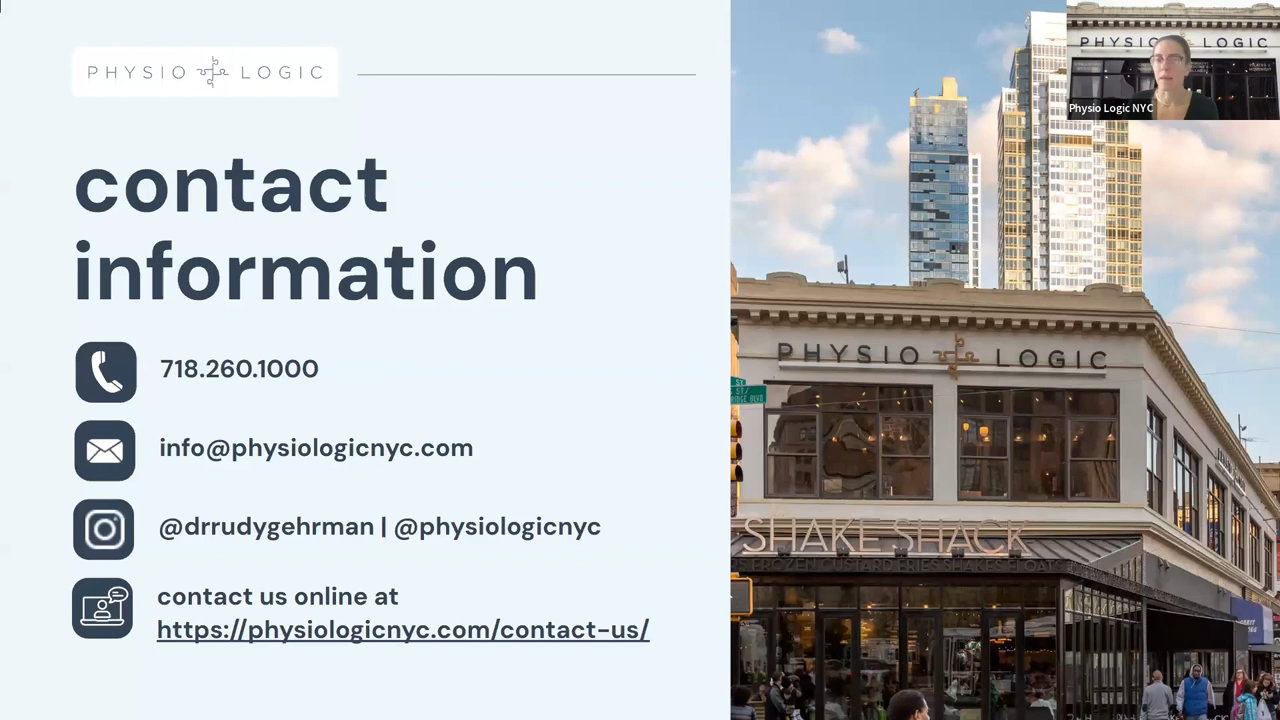 PHYSIO LOGIC
contact
information
718.260.1000
info@physiologicnyc.com
@drrudygehrman | @physiologicnyc
contact us online at
https://physiologicnyc.com/contact-us/
PHYSIO LOGIC
Physio Logic NYC
PHYSIO LOGIC
ST
SHAKE SHACK
FROZEN CUSTARD FRIES SHAKES FLOATS